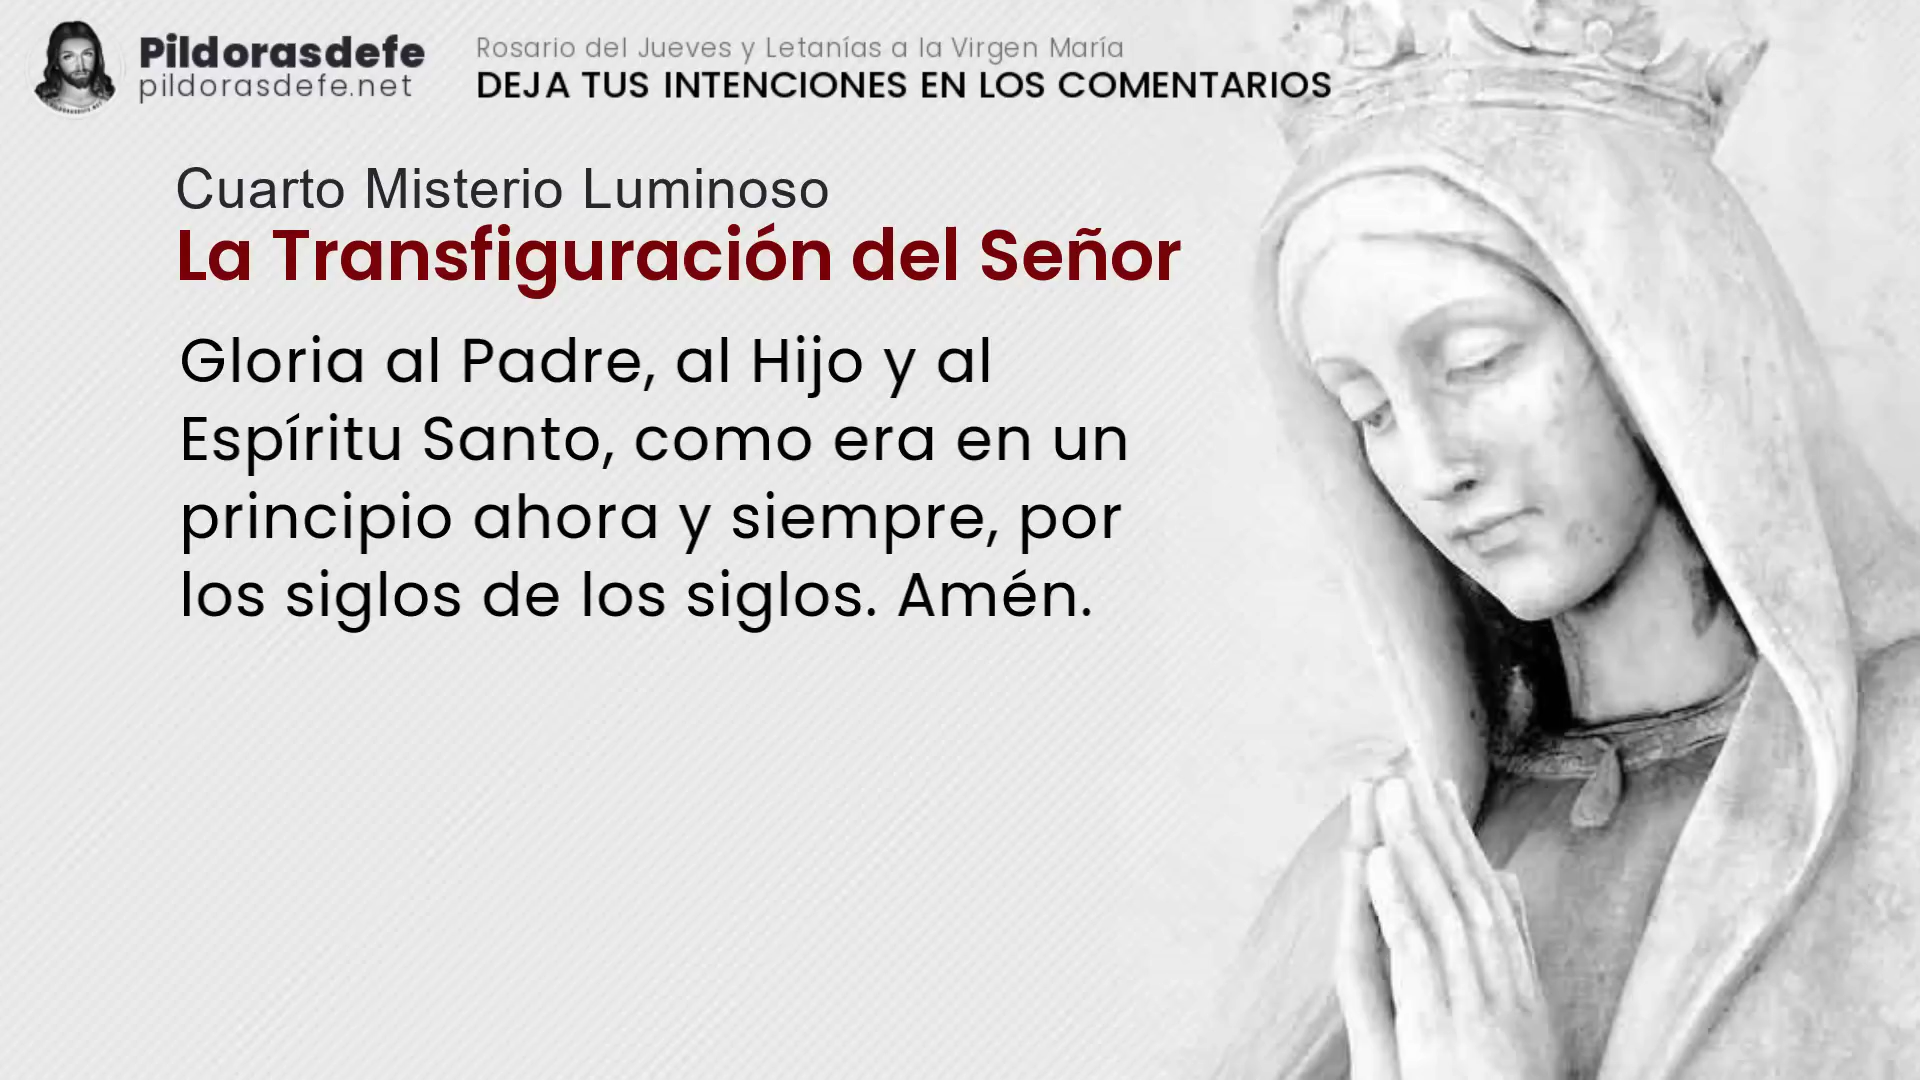 Pildorasdefe
pildorasdefe.net
Rosario del Jueves y Letanías a la Virgen María
DEJA TUS INTENCIONES EN LOS COMENTARIOS
Cuarto Misterio Luminoso
La Transfiguración del Señor
Gloria al Padre, al Hijo y al
Espíritu Santo, como era en un
principio ahora y siempre, por
los siglos de los siglos. Amén.